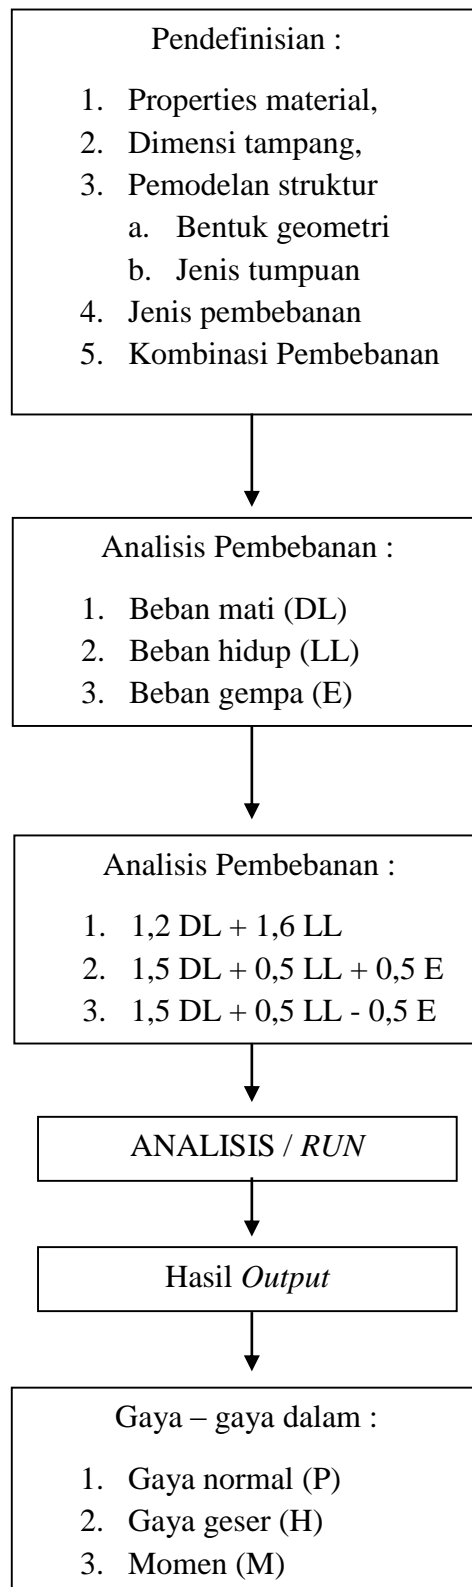 Pendefinisian :
1. Properties material,
2. Dimensi tampang,
3. Pemodelan struktur
a. Bentuk geometri
b. Jenis tumpuan
4. Jenis pembebanan
5. Kombinasi Pembebanan
Analisis Pembebanan :
1. Beban mati (DL)
2. Beban hidup (LL)
3. Beban gempa (E)
Analisis Pembebanan :
1. 1,2 DL + 1,6 LL
2. 1,5 DL + 0,5 LL + 0,5 E
3. 1,5 DL + 0,5 LL - 0,5 E
ANALISIS / RUN
Hasil Output
Gaya – gaya dalam :
1. Gaya normal (P)
2. Gaya geser (H)
3. Momen (M)